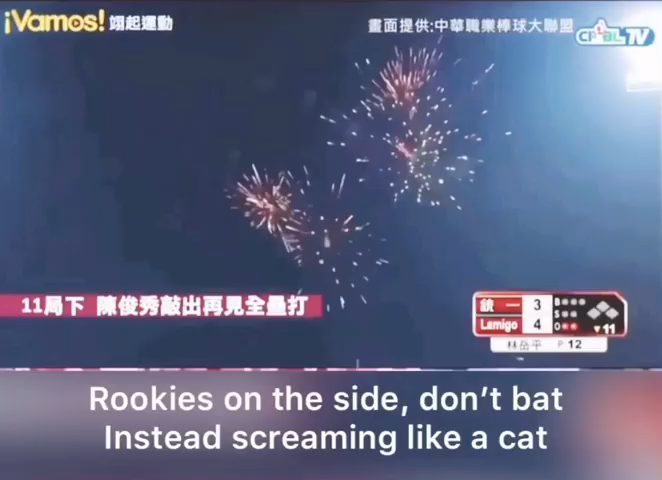 ¡Vamos! 翊起運動
畫面提供:中華職業棒球大聯盟
CPBL TV
11局下 陳俊秀敲出再見全壘打
統一 3
Lamigo 4
B
S
O
▼11
林岳平 P 12
Rookies on the side, don’t bat
Instead screaming like a cat